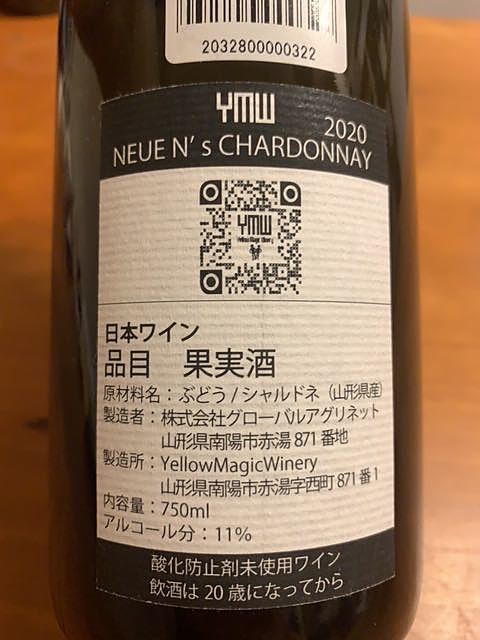 2032800000322
YMW
2020
NEUE N's CHARDONNAY
YMW
Yellow Magic Winery
日本ワイン
品目 果実酒
原材料名：ぶどう/シャルドネ（山形県産）
製造者：株式会社グローバルアグリネット
山形県南陽市赤湯 871 番地
製造所：YellowMagicWinery
山形県南陽市赤湯字西町 871 番 1
内容量：750ml
アルコール分：11%
酸化防止剤未使用ワイン
飲酒は 20 歳になってから